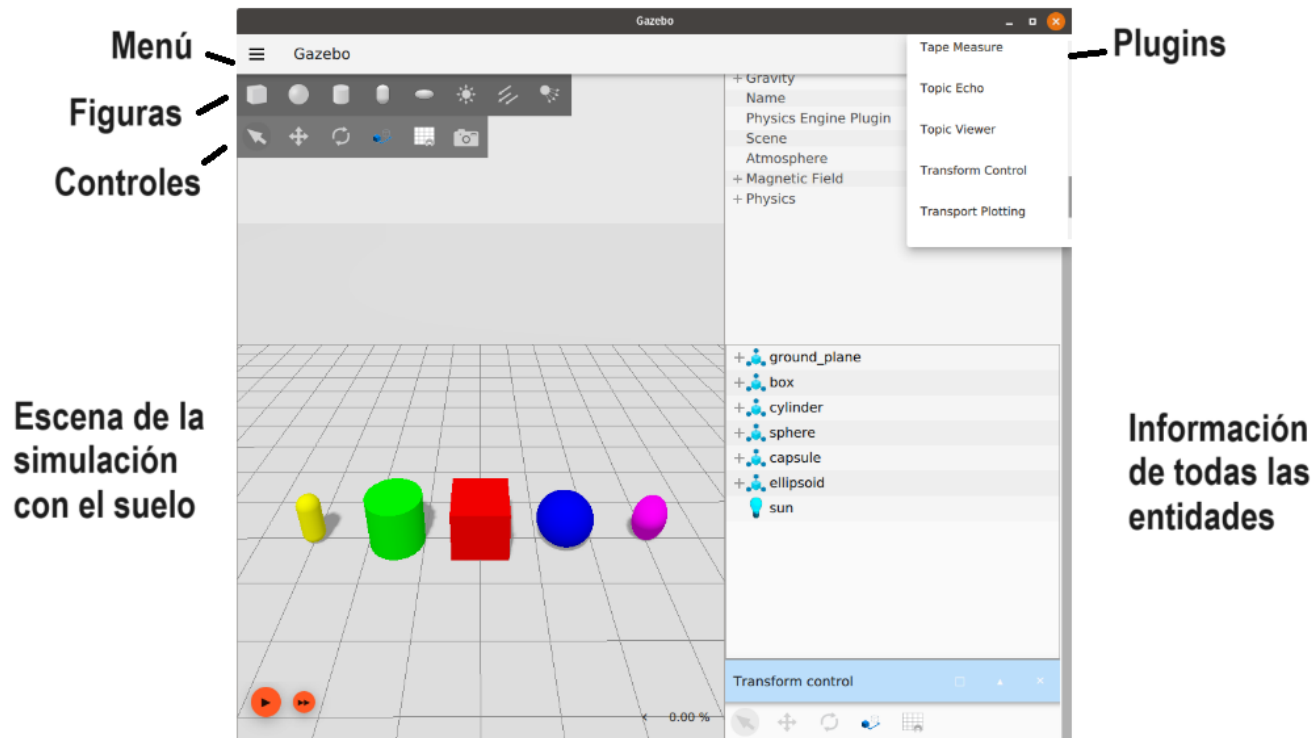 Gazebo
Menú
Gazebo
Figuras
Controles
Plugins
Tape Measure
Topic Echo
Topic Viewer
Transform Control
Transport Plotting
+ Gravity
Name
Physics Engine Plugin
Scene
Atmosphere
+ Magnetic Field
+ Physics
Escena de la
simulación
con el suelo
+ ground_plane
+ box
+ cylinder
+ sphere
+ capsule
+ ellipsoid
sun
Información
de todas las
entidades
Transform control
< 0.00 %